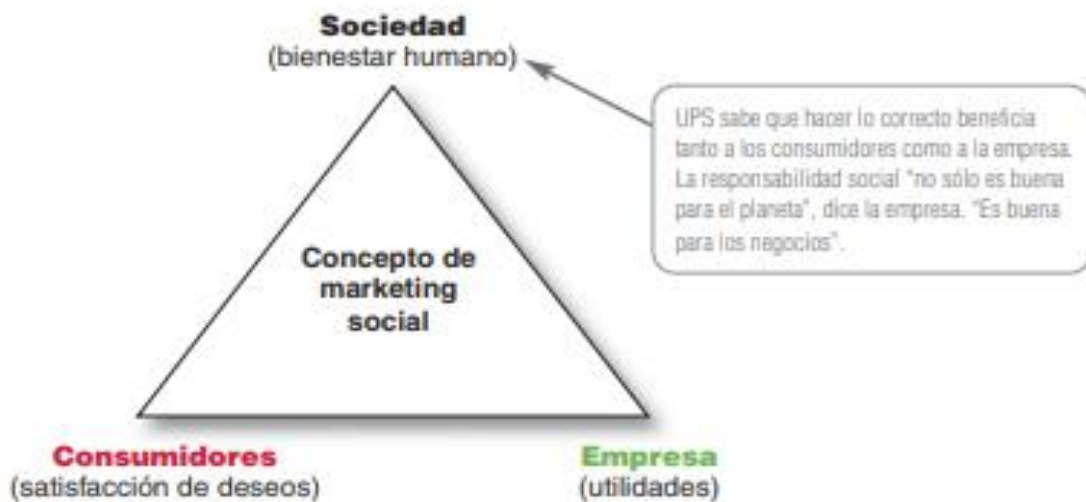 Sociedad
(bienestar humano)
UPS sabe que hacer lo correcto beneficia
tanto a los consumidores como a la empresa.
La responsabilidad social "no sólo es buena
para el planeta", dice la empresa. "Es buena
para los negocios".
Concepto de
marketing
social
Consumidores
(satisfacción de deseos)
Empresa
(utilidades)